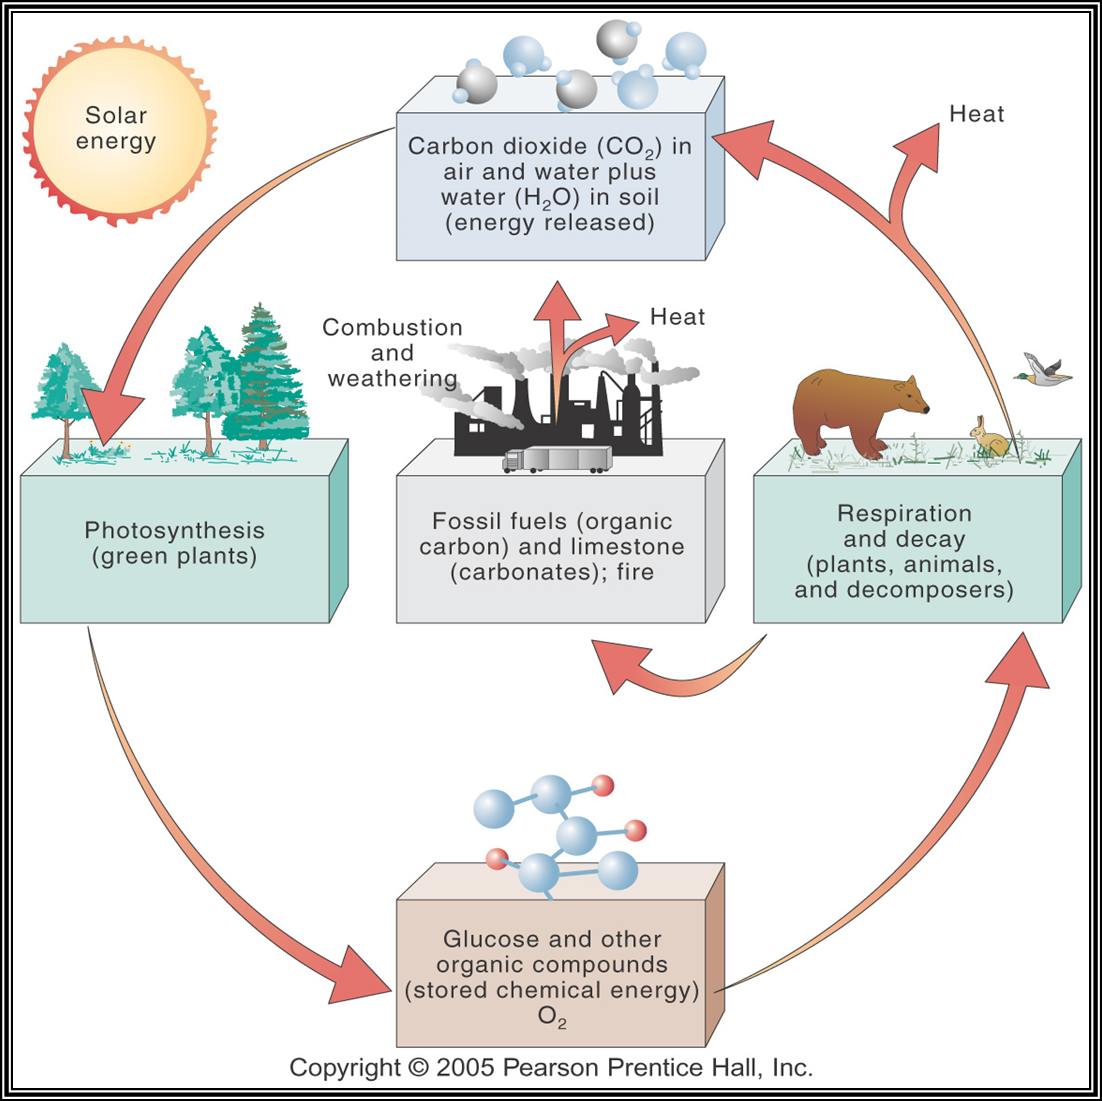 Solar
energy
Carbon dioxide (CO₂) in
air and water plus
water (H₂O) in soil
(energy released)
Heat
Combustion
and
weathering
Heat
Photosynthesis
(green plants)
Fossil fuels (organic
carbon) and limestone
(carbonates); fire
Respiration
and decay
(plants, animals,
and decomposers)
Glucose and other
organic compounds
(stored chemical energy)
O₂
Copyright © 2005 Pearson Prentice Hall, Inc.